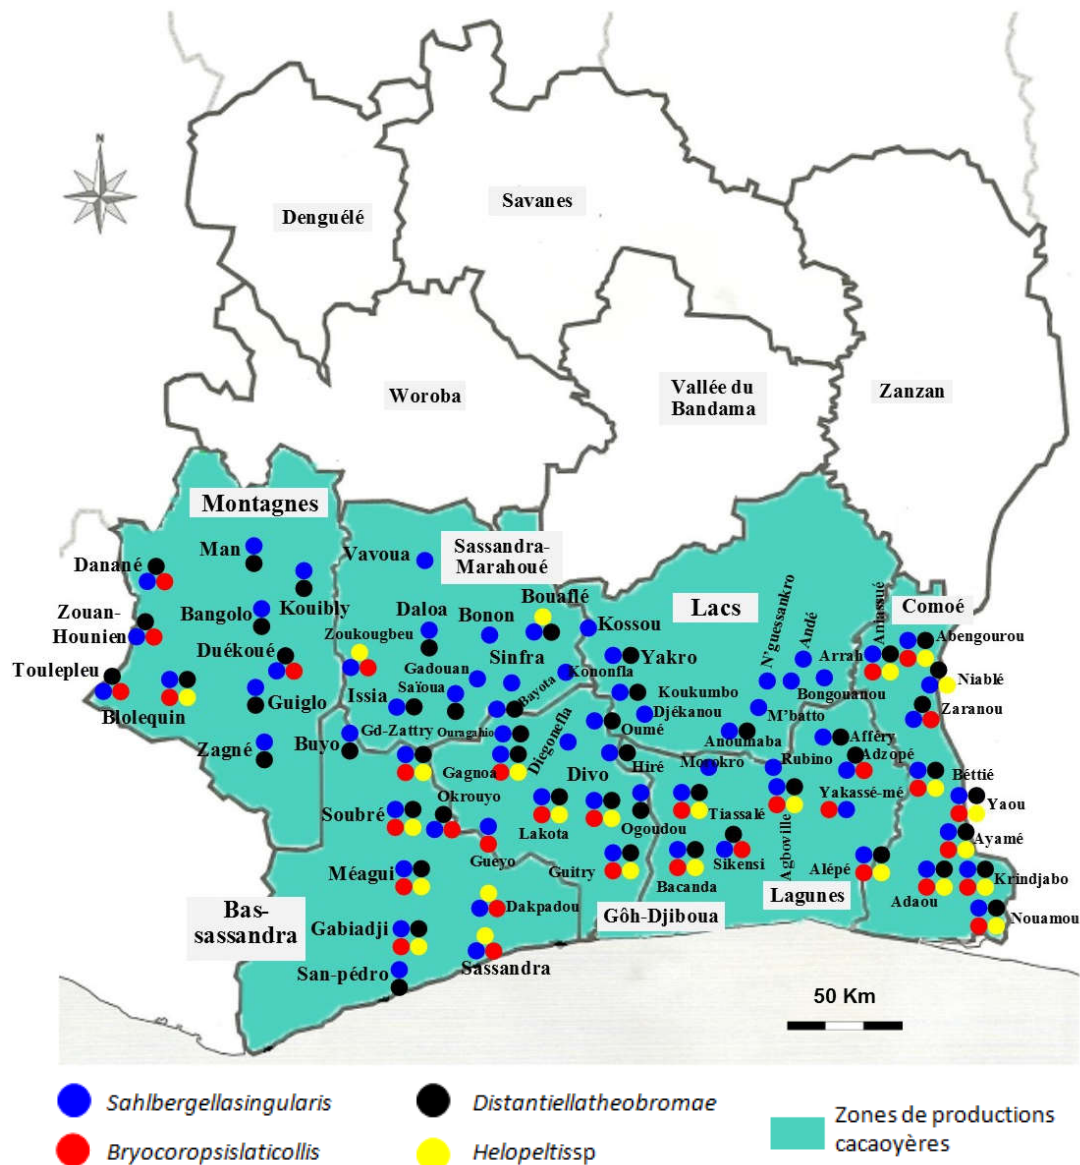 N
Savanes
Denguélé
Woroba
Vallée du
Bandama
Zanzan
Montagnes
Man
Vavoua
Sassandra-
Marahoué
Danané
Kouibly
Bangolo
Zouan-
Hounien
Daloa
Bonon
Bouaflé
Kossou
Lacs
N'guessankro
Andé
Amassué
Comoé
Abengourou
Zoukougbeu
Duékoué
Toulepleu
Gadouan
Sinfra
Kononfla
Yakro
Arrah
Niablé
Blolequin
Guiglo
Issia
Saïoua
Bayota
Koukumbo
Bongouanou
Zaranou
Djékanou
M'batto
Zagné
Buyo
Gd-Zattry
Ouragahio
Diegonefla
Oumé
Anoumaba
Afféry
Adzopé
Gagnoa
Divo
Hiré
Morokro
Rubino
Béttié
Okrouyo
Yakassé-mé
Yaou
Soubré
Lakota
Ogoudou
Tiassalé
Agboville
Ayamé
Gueyo
Guitry
Bacanda
Sikensi
Alépé
Krindjabo
Méagui
Lagunes
Adaou
Bas-
sassandra
Dakpadou
Gôh-Djiboua
Nouamou
Gabiadji
San-pédro
Sassandra
50 Km
Sahlbergellasingularis
Distantiellatheobromae
Bryocoropsislaticollis
Helopeltissp
Zones de productions
cacaoyères